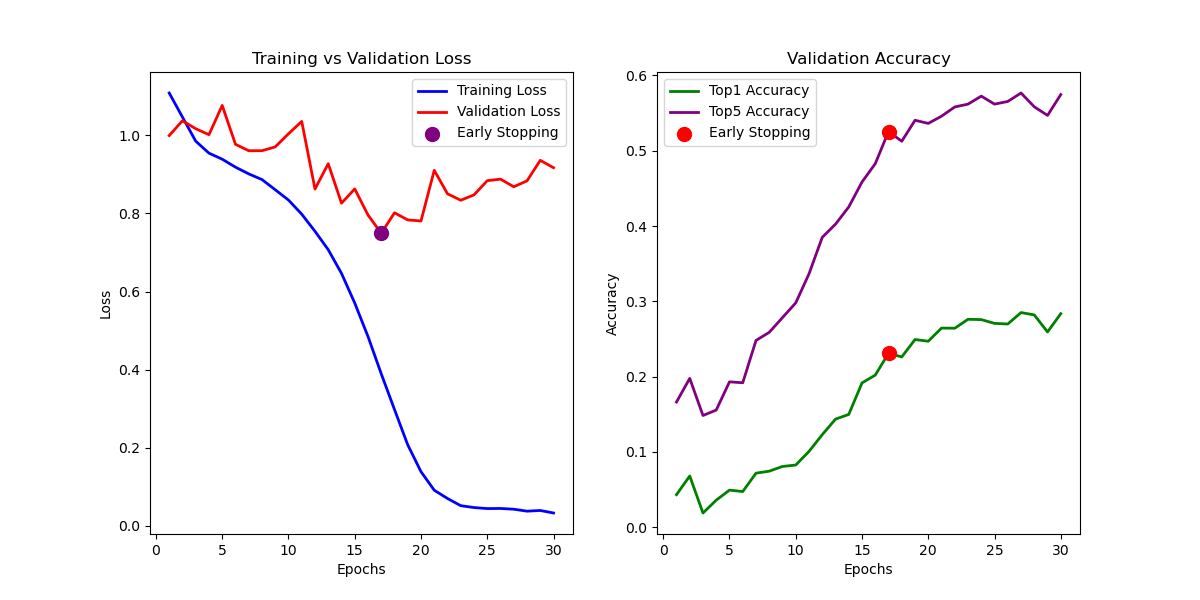 Training vs Validation Loss
Training Loss
Validation Loss
Early Stopping
1.0
0.8
0.6
0.4
0.2
0.0
Loss
0 5 10 15 20 25 30
Epochs
Validation Accuracy
Top1 Accuracy
Top5 Accuracy
Early Stopping
0.6
0.5
0.4
0.3
0.2
0.1
0.0
Accuracy
0 5 10 15 20 25 30
Epochs